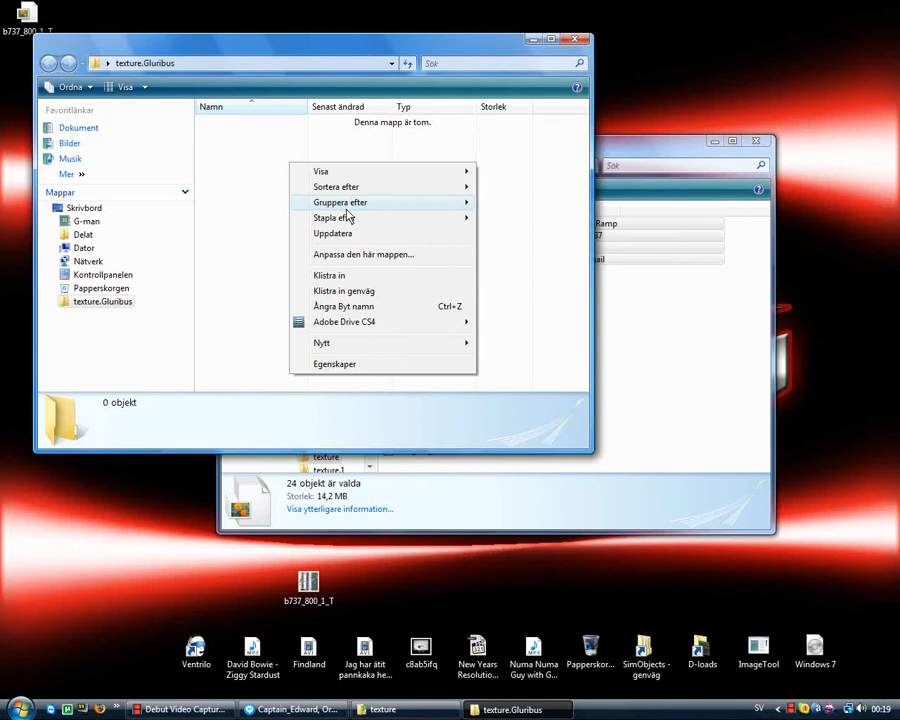 b737_800_1_T
texture.Gluribus
Sök
Ordna
Visa
Favoritlänkar
Dokument
Bilder
Musik
Mer »
Mappar
Skrivbord
G-man
Delat
Dator
Nätverk
Kontrollpanelen
Papperskorgen
texture.Gluribus
Namn
Senast ändrad
Typ
Storlek
Denna mapp är tom.
Visa
Sortera efter
Gruppera efter
Stapla efter
Uppdatera
Anpassa den här mappen...
Klistra in
Klistra in genväg
Ångra Byt namn Ctrl+Z
Adobe Drive CS4
Nytt
Egenskaper
0 objekt
Sök
Ramp
texture
texture.1
24 objekt är valda
Storlek: 14,2 MB
Visa ytterligare information...
b737_800_1_T
Ventrilo
David Bowie -
Ziggy Stardust
Findland
Jag har ätit
pannkaka he...
c8ab5ifq
New Years
Resolution...
Numa Numa
Guy with G...
Papperskor...
SimObjects -
genväg
D-loads
ImageTool
Windows 7
Debut Video Captur...
Captain_Edward, Or...
texture
texture.Gluribus
SV
00:19